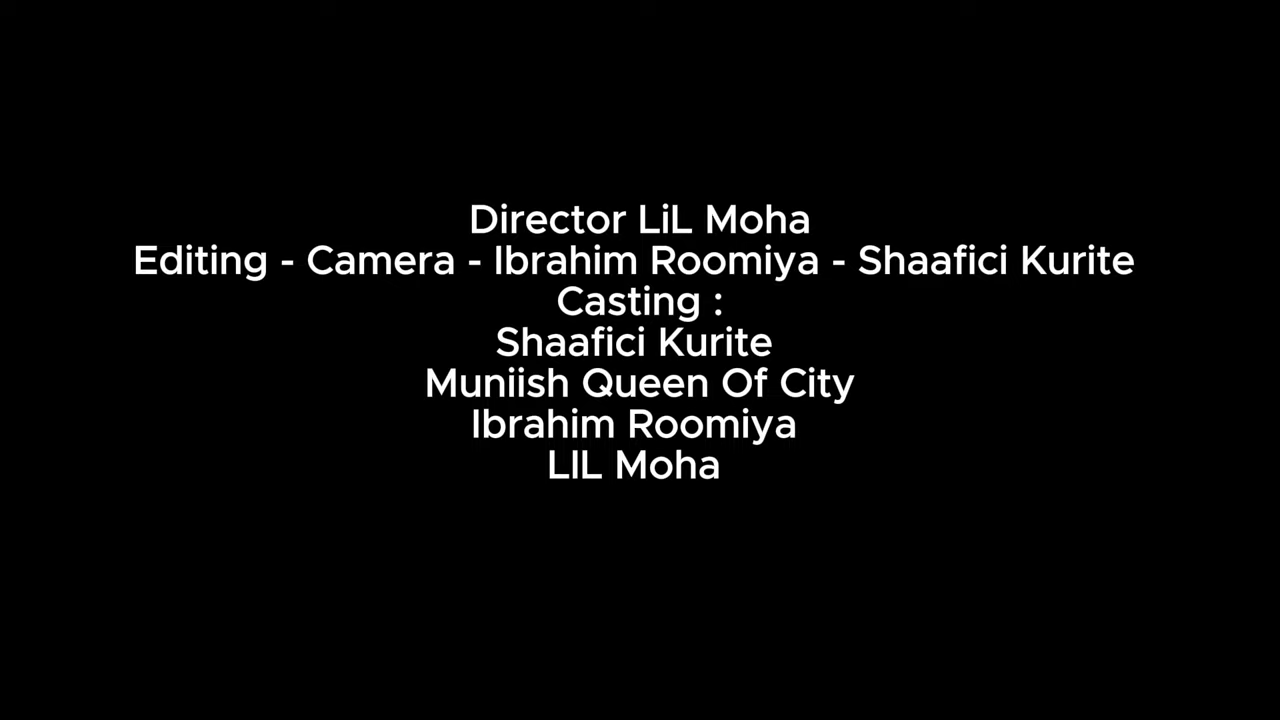 Director LiL Moha
Editing - Camera - Ibrahim Roomiya - Shaafici Kurite
Casting :
Shaafici Kurite
Muniish Queen Of City
Ibrahim Roomiya
LIL Moha